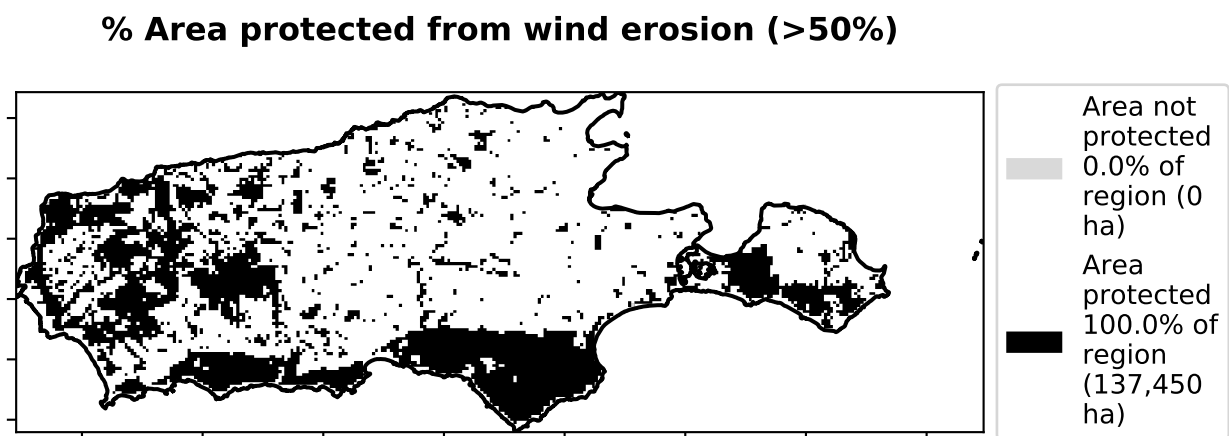 % Area protected from wind erosion (>50%)
Area not
protected
0.0% of
region (0
ha)
Area
protected
100.0% of
region
(137,450
ha)